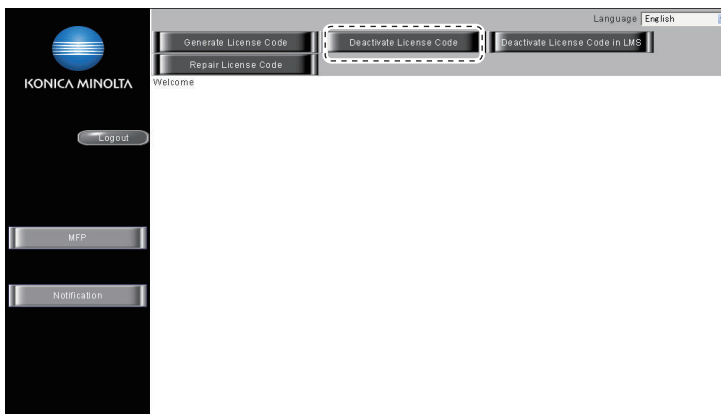 Language English
Generate License Code Deactivate License Code Deactivate License Code in LMS
Repair License Code
KONICA MINOLTA
Welcome
Logout
MFP
Notification